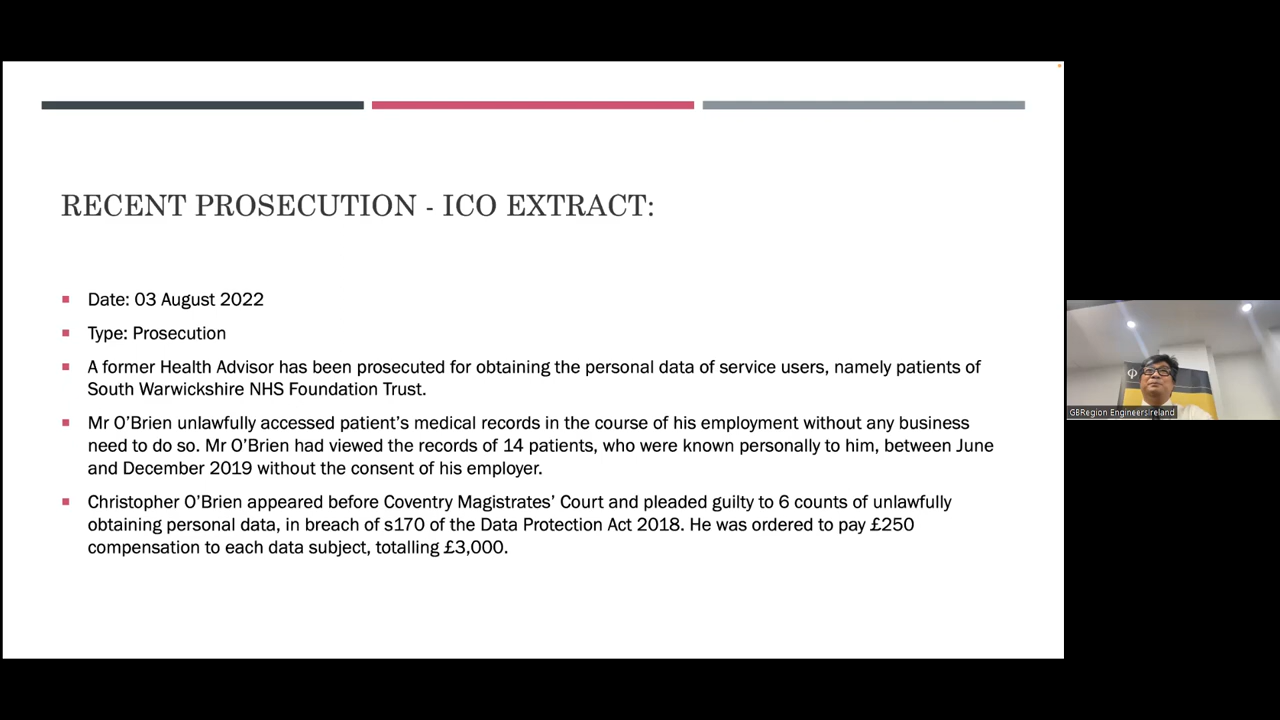 RECENT PROSECUTION - ICO EXTRACT:
Date: 03 August 2022
Type: Prosecution
A former Health Advisor has been prosecuted for obtaining the personal data of service users, namely patients of
South Warwickshire NHS Foundation Trust.
Mr O’Brien unlawfully accessed patient’s medical records in the course of his employment without any business
need to do so. Mr O’Brien had viewed the records of 14 patients, who were known personally to him, between June
and December 2019 without the consent of his employer.
Christopher O’Brien appeared before Coventry Magistrates’ Court and pleaded guilty to 6 counts of unlawfully
obtaining personal data, in breach of s170 of the Data Protection Act 2018. He was ordered to pay £250
compensation to each data subject, totalling £3,000.
GBRegion EngineersIreland